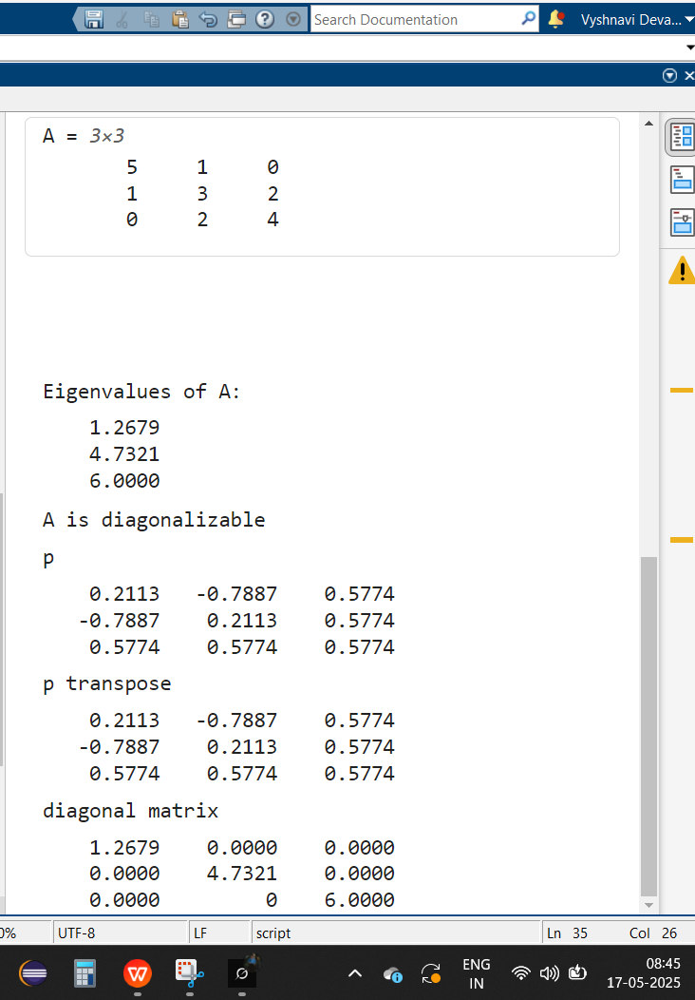 Search Documentation
Vyshnavi Deva...
A = 3×3
5 1 0
1 3 2
0 2 4
Eigenvalues of A:
1.2679
4.7321
6.0000
A is diagonalizable
p
0.2113 -0.7887 0.5774
-0.7887 0.2113 0.5774
0.5774 0.5774 0.5774
p transpose
0.2113 -0.7887 0.5774
-0.7887 0.2113 0.5774
0.5774 0.5774 0.5774
diagonal matrix
1.2679 0.0000 0.0000
0.0000 4.7321 0.0000
0.0000 0 6.0000
0% UTF-8 LF script Ln 35 Col 26
ENG 08:45
IN 17-05-2025